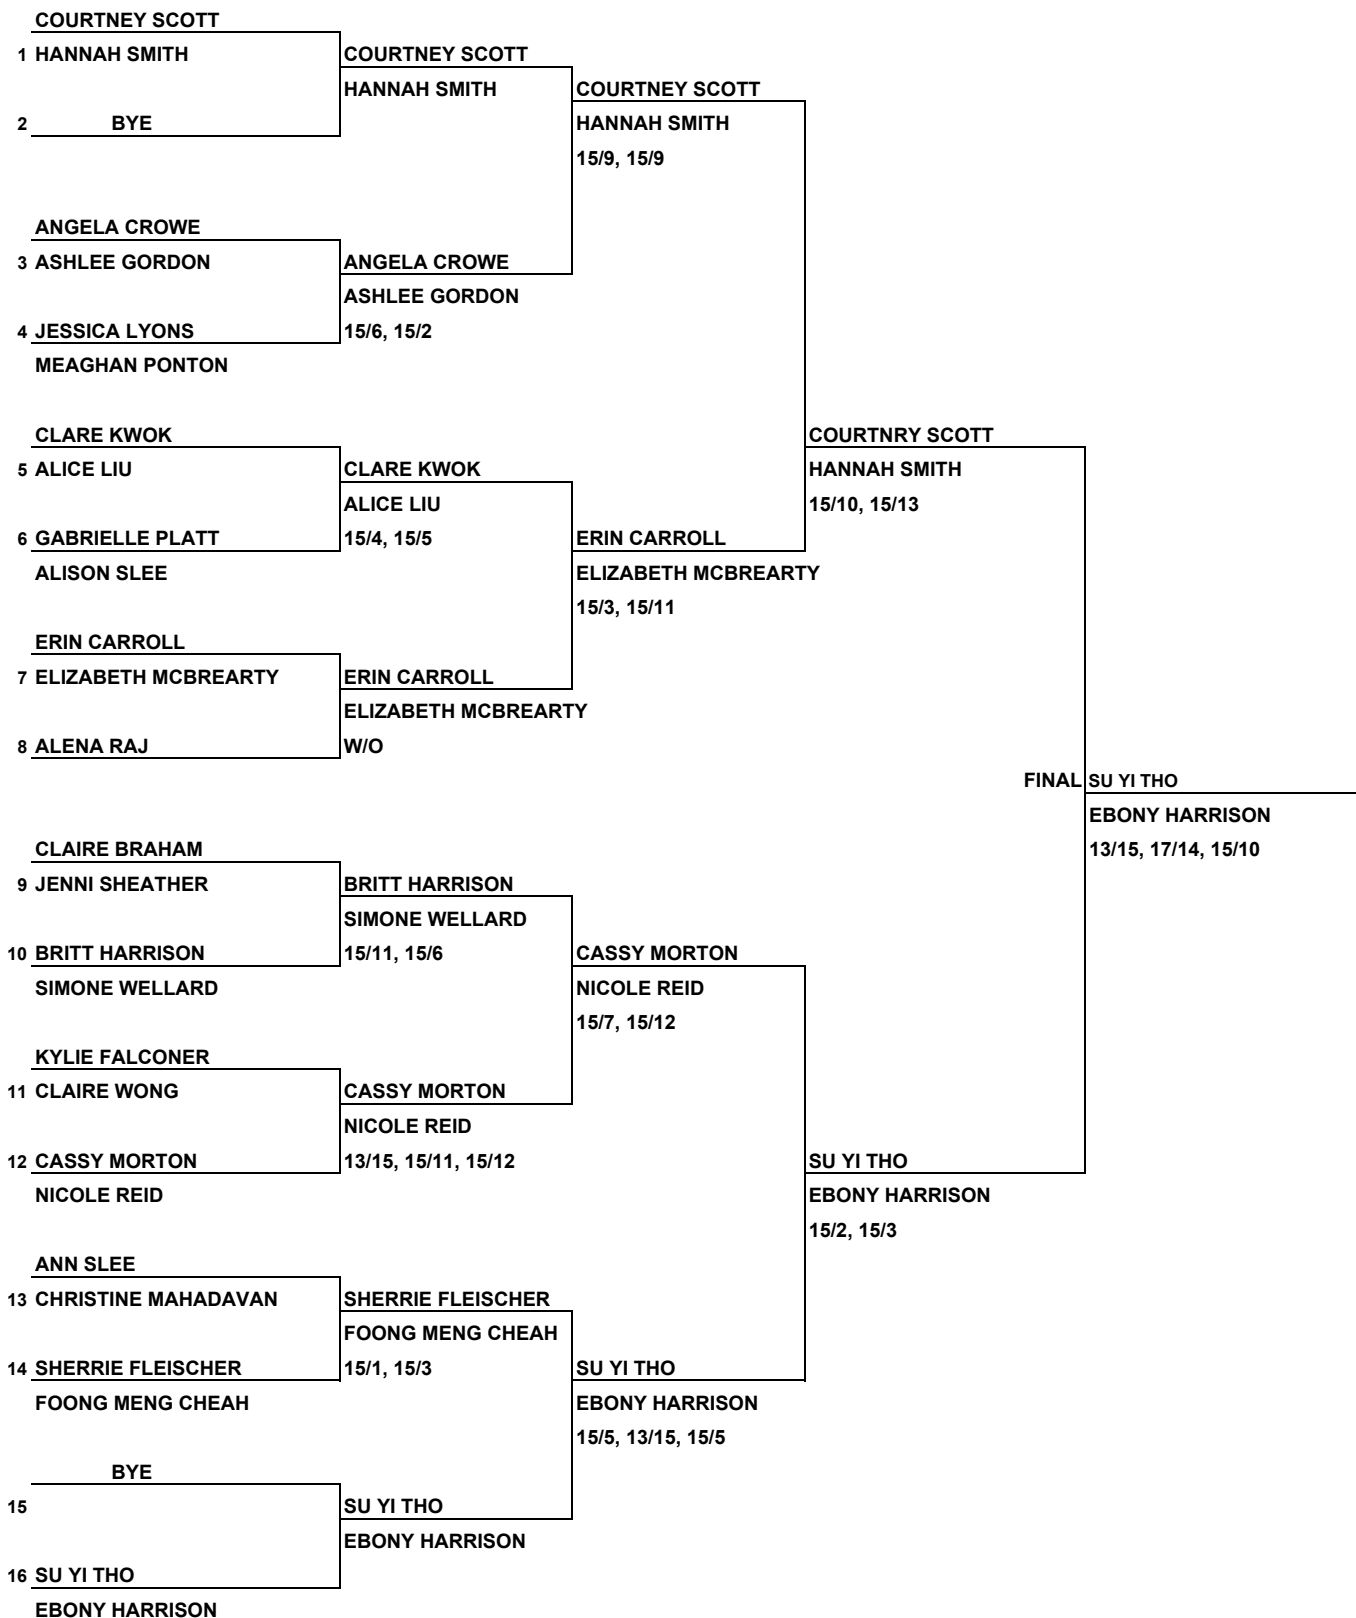 COURTNEY SCOTT
1 HANNAH SMITH COURTNEY SCOTT
HANNAH SMITH COURTNEY SCOTT
2 BYE HANNAH SMITH
15/9, 15/9
ANGELA CROWE
3 ASHLEE GORDON ANGELA CROWE
ASHLEE GORDON
4 JESSICA LYONS 15/6, 15/2
MEAGHAN PONTON
CLARE KWOK COURTNRY SCOTT
5 ALICE LIU CLARE KWOK HANNAH SMITH
ALICE LIU 15/10, 15/13
6 GABRIELLE PLATT 15/4, 15/5 ERIN CARROLL
ALISON SLEE ELIZABETH MCBREARTY
15/3, 15/11
ERIN CARROLL
7 ELIZABETH MCBREARTY ERIN CARROLL
ELIZABETH MCBREARTY
8 ALENA RAJ W/O
FINAL SU YI THO
EBONY HARRISON
CLAIRE BRAHAM 13/15, 17/14, 15/10
9 JENNI SHEATHER BRITT HARRISON
SIMONE WELLARD
10 BRITT HARRISON 15/11, 15/6 CASSY MORTON
SIMONE WELLARD NICOLE REID
15/7, 15/12
KYLIE FALCONER
11 CLAIRE WONG CASSY MORTON
NICOLE REID
12 CASSY MORTON 13/15, 15/11, 15/12 SU YI THO
NICOLE REID EBONY HARRISON
15/2, 15/3
ANN SLEE
13 CHRISTINE MAHADAVAN SHERRIE FLEISCHER
FOONG MENG CHEAH
14 SHERRIE FLEISCHER 15/1, 15/3 SU YI THO
FOONG MENG CHEAH EBONY HARRISON
15/5, 13/15, 15/5
BYE
15 SU YI THO
EBONY HARRISON
16 SU YI THO
EBONY HARRISON